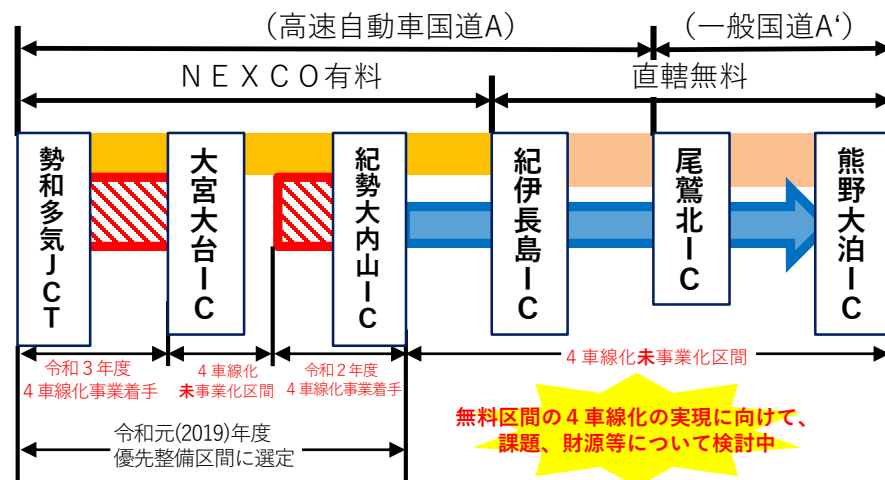 (高速自動車国道A)
(一般国道A‘)
ＮＥＸＣＯ有料
直轄無料
勢和多気JCT
大宮大台IC
紀勢大内山IC
紀伊長島IC
尾鷲北IC
熊野大泊IC
令和３年度
４車線化事業着手
４車線化
未事業化区間
令和２年度
４車線化事業着手
４車線化未事業化区間
令和元(2019)年度
優先整備区間に選定
無料区間の４車線化の実現に向けて、
課題、財源等について検討中